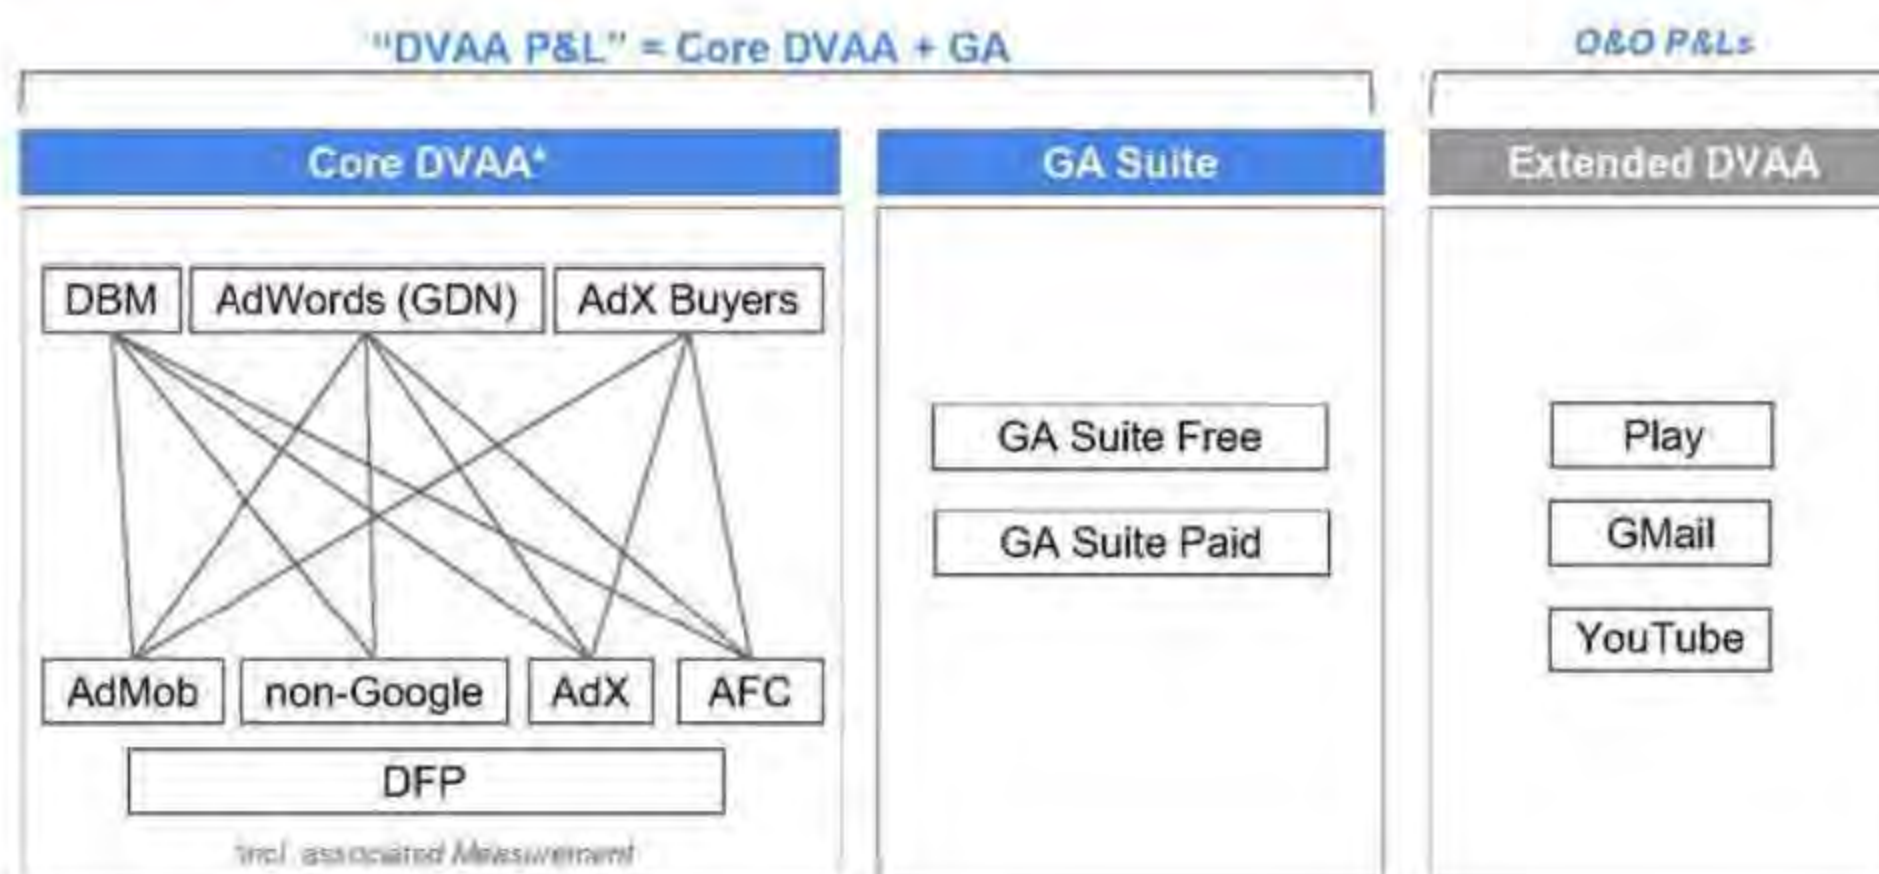 "DVAA P&L" = Core DVAA + GA
O&O P&Ls
Core DVAA*
GA Suite
Extended DVAA
DBM
AdWords (GDN)
AdX Buyers
GA Suite Free
GA Suite Paid
Play
GMail
YouTube
AdMob
non-Google
AdX
AFC
DFP
*incl. associated Measurement